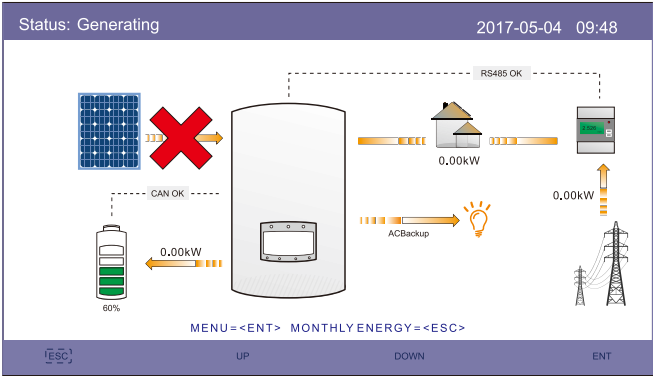 Status: Generating
2017-05-04 09:48
RS485 OK
0.00kW
CAN OK
0.00kW
ACBackup
0.00kW
60%
MENU=<ENT> MONTHLY ENERGY=<ESC>
ESC UP DOWN ENT